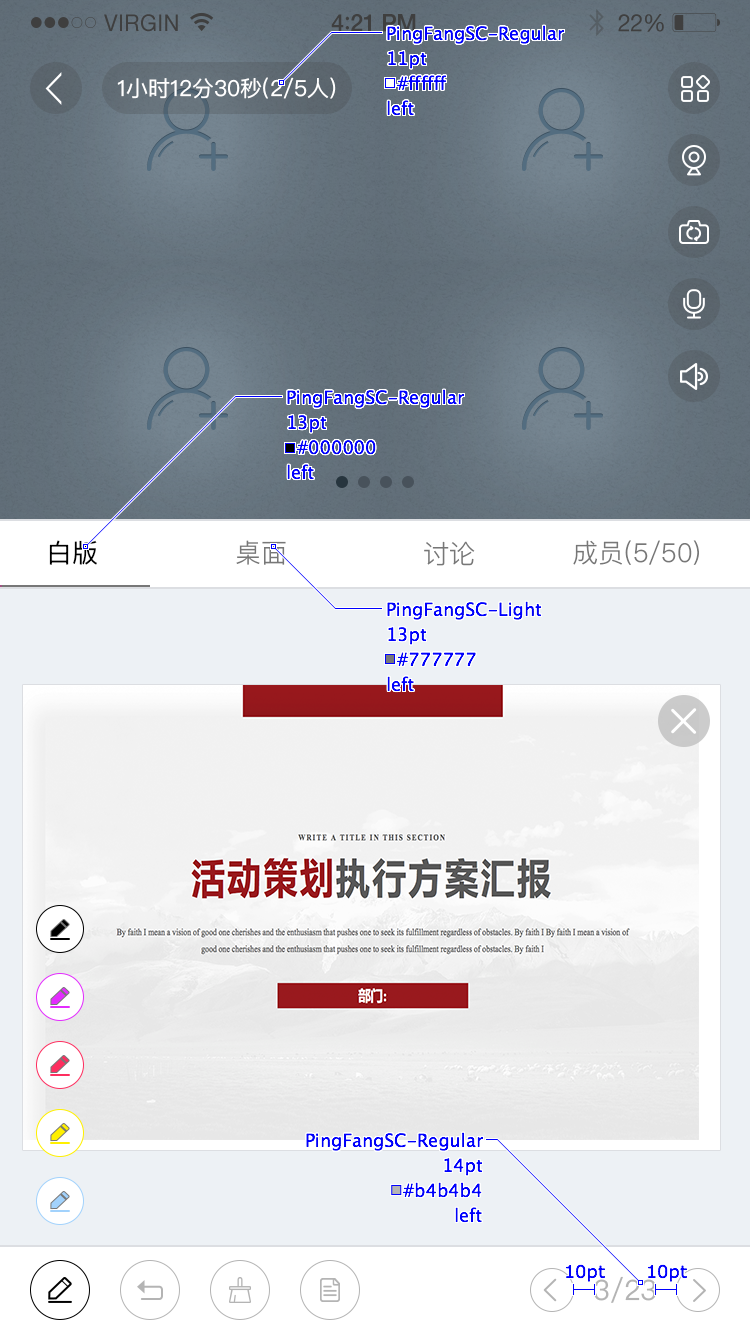 VIRGIN
4:21 PM
22%
PingFangSC-Regular
11pt
#ffffff
left
1小时12分30秒(2/5人)
PingFangSC-Regular
13pt
#000000
left
白版
桌面
讨论
成员(5/50)
PingFangSC-Light
13pt
#777777
left
WRITE A TITLE IN THIS SECTION
活动策划执行方案汇报
By faith I mean a vision of good one cherishes and the enthusiasm that pushes one to seek its fulfillment regardless of obstacles. By faith I By faith I mean a vision of
good one cherishes and the enthusiasm that pushes one to seek its fulfillment regardless of obstacles. By faith I
部门:
PingFangSC-Regular
14pt
#b4b4b4
left
10pt
10pt
3/23